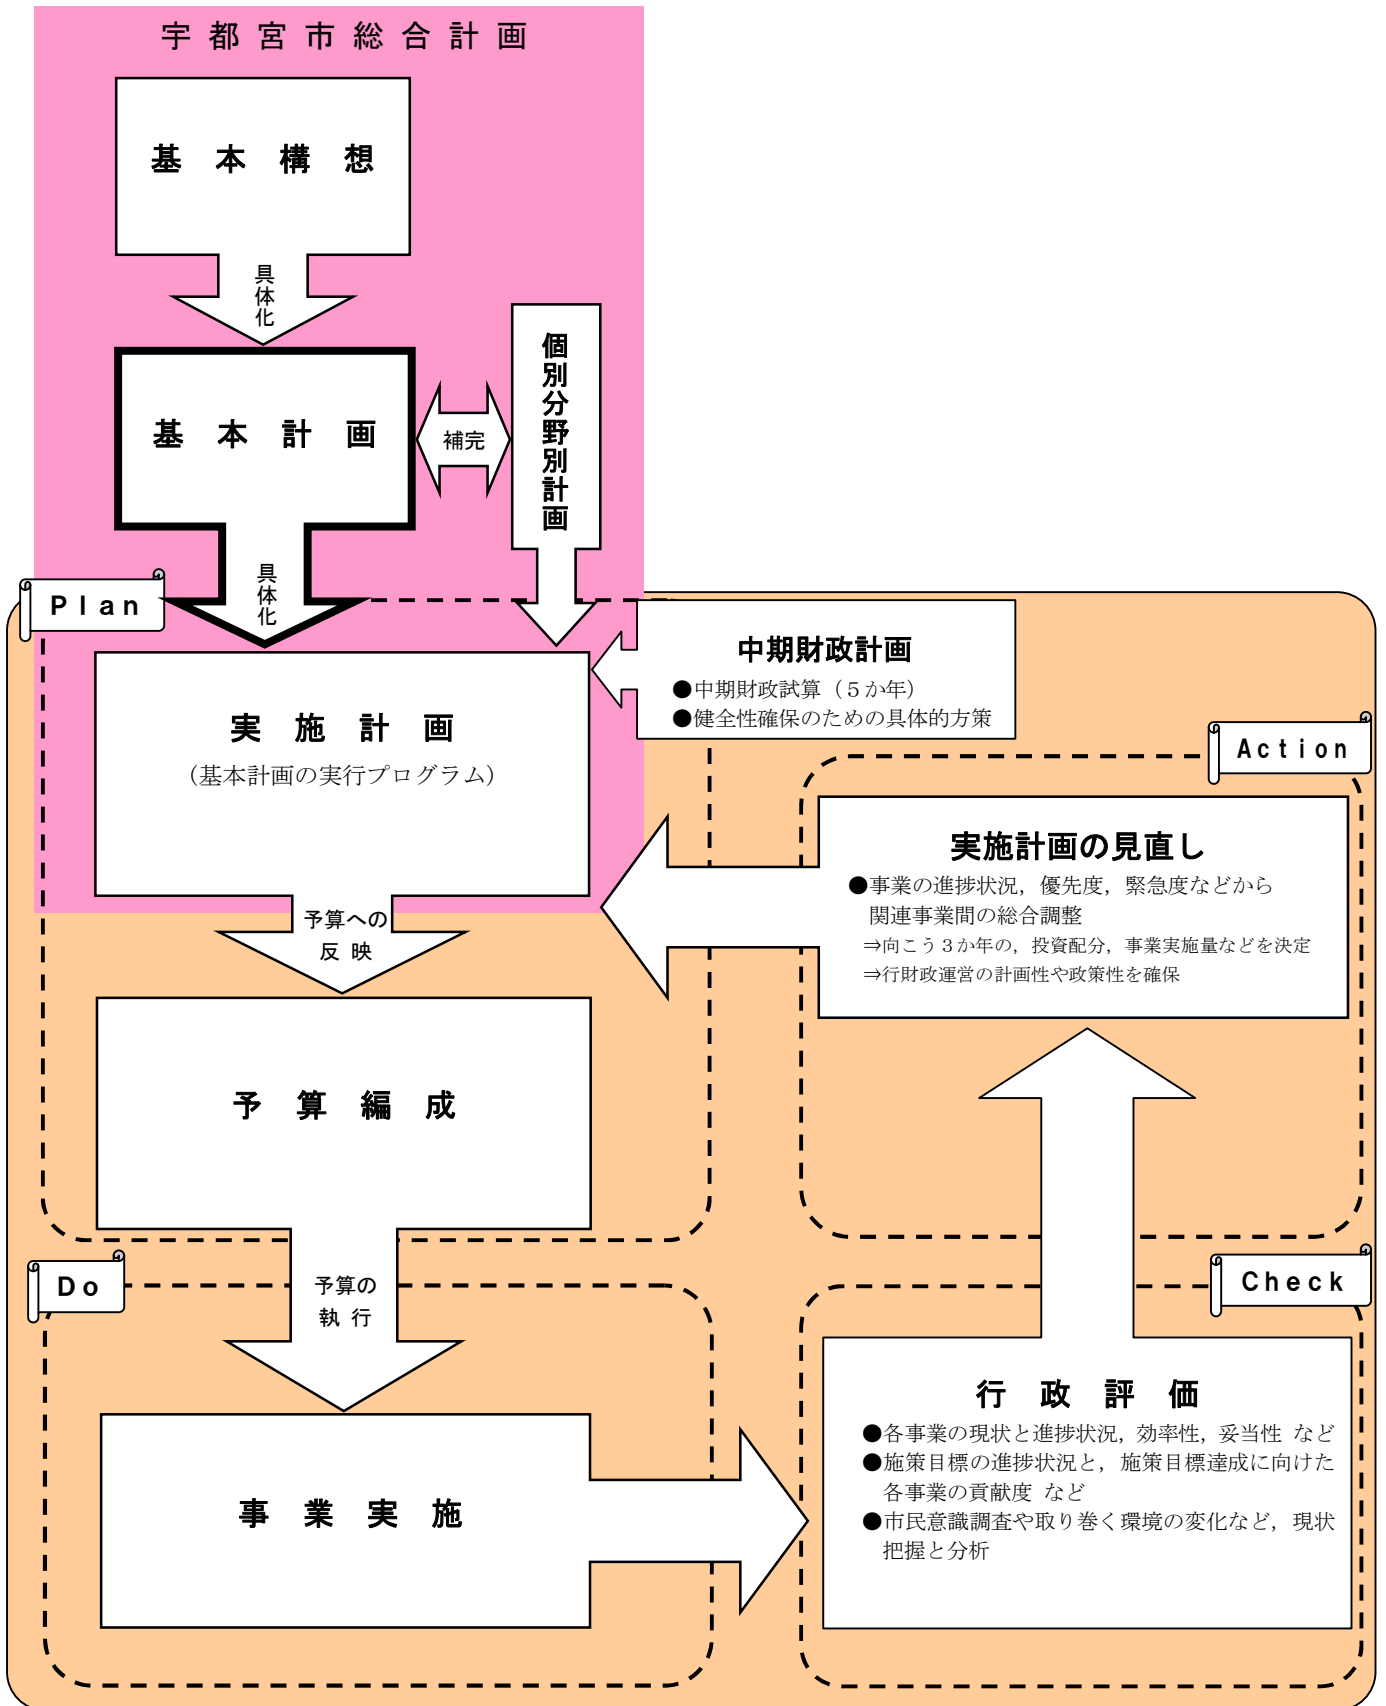 宇都宮市総合計画
基本構想
具体化
基本計画
補完
個別分野別計画
具体化
Plan
中期財政計画
●中期財政試算（５か年）
●健全性確保のための具体的方策
実施計画
（基本計画の実行プログラム）
Action
実施計画の見直し
●事業の進捗状況，優先度，緊急度などから
関連事業間の総合調整
⇒向こう３か年の，投資配分，事業実施量などを決定
⇒行財政運営の計画性や政策性を確保
予算への
反映
予算編成
Do
予算の
執行
Check
行政評価
●各事業の現状と進捗状況，効率性，妥当性 など
●施策目標の進捗状況と，施策目標達成に向けた
各事業の貢献度 など
●市民意識調査や取り巻く環境の変化など，現状
把握と分析
事業実施